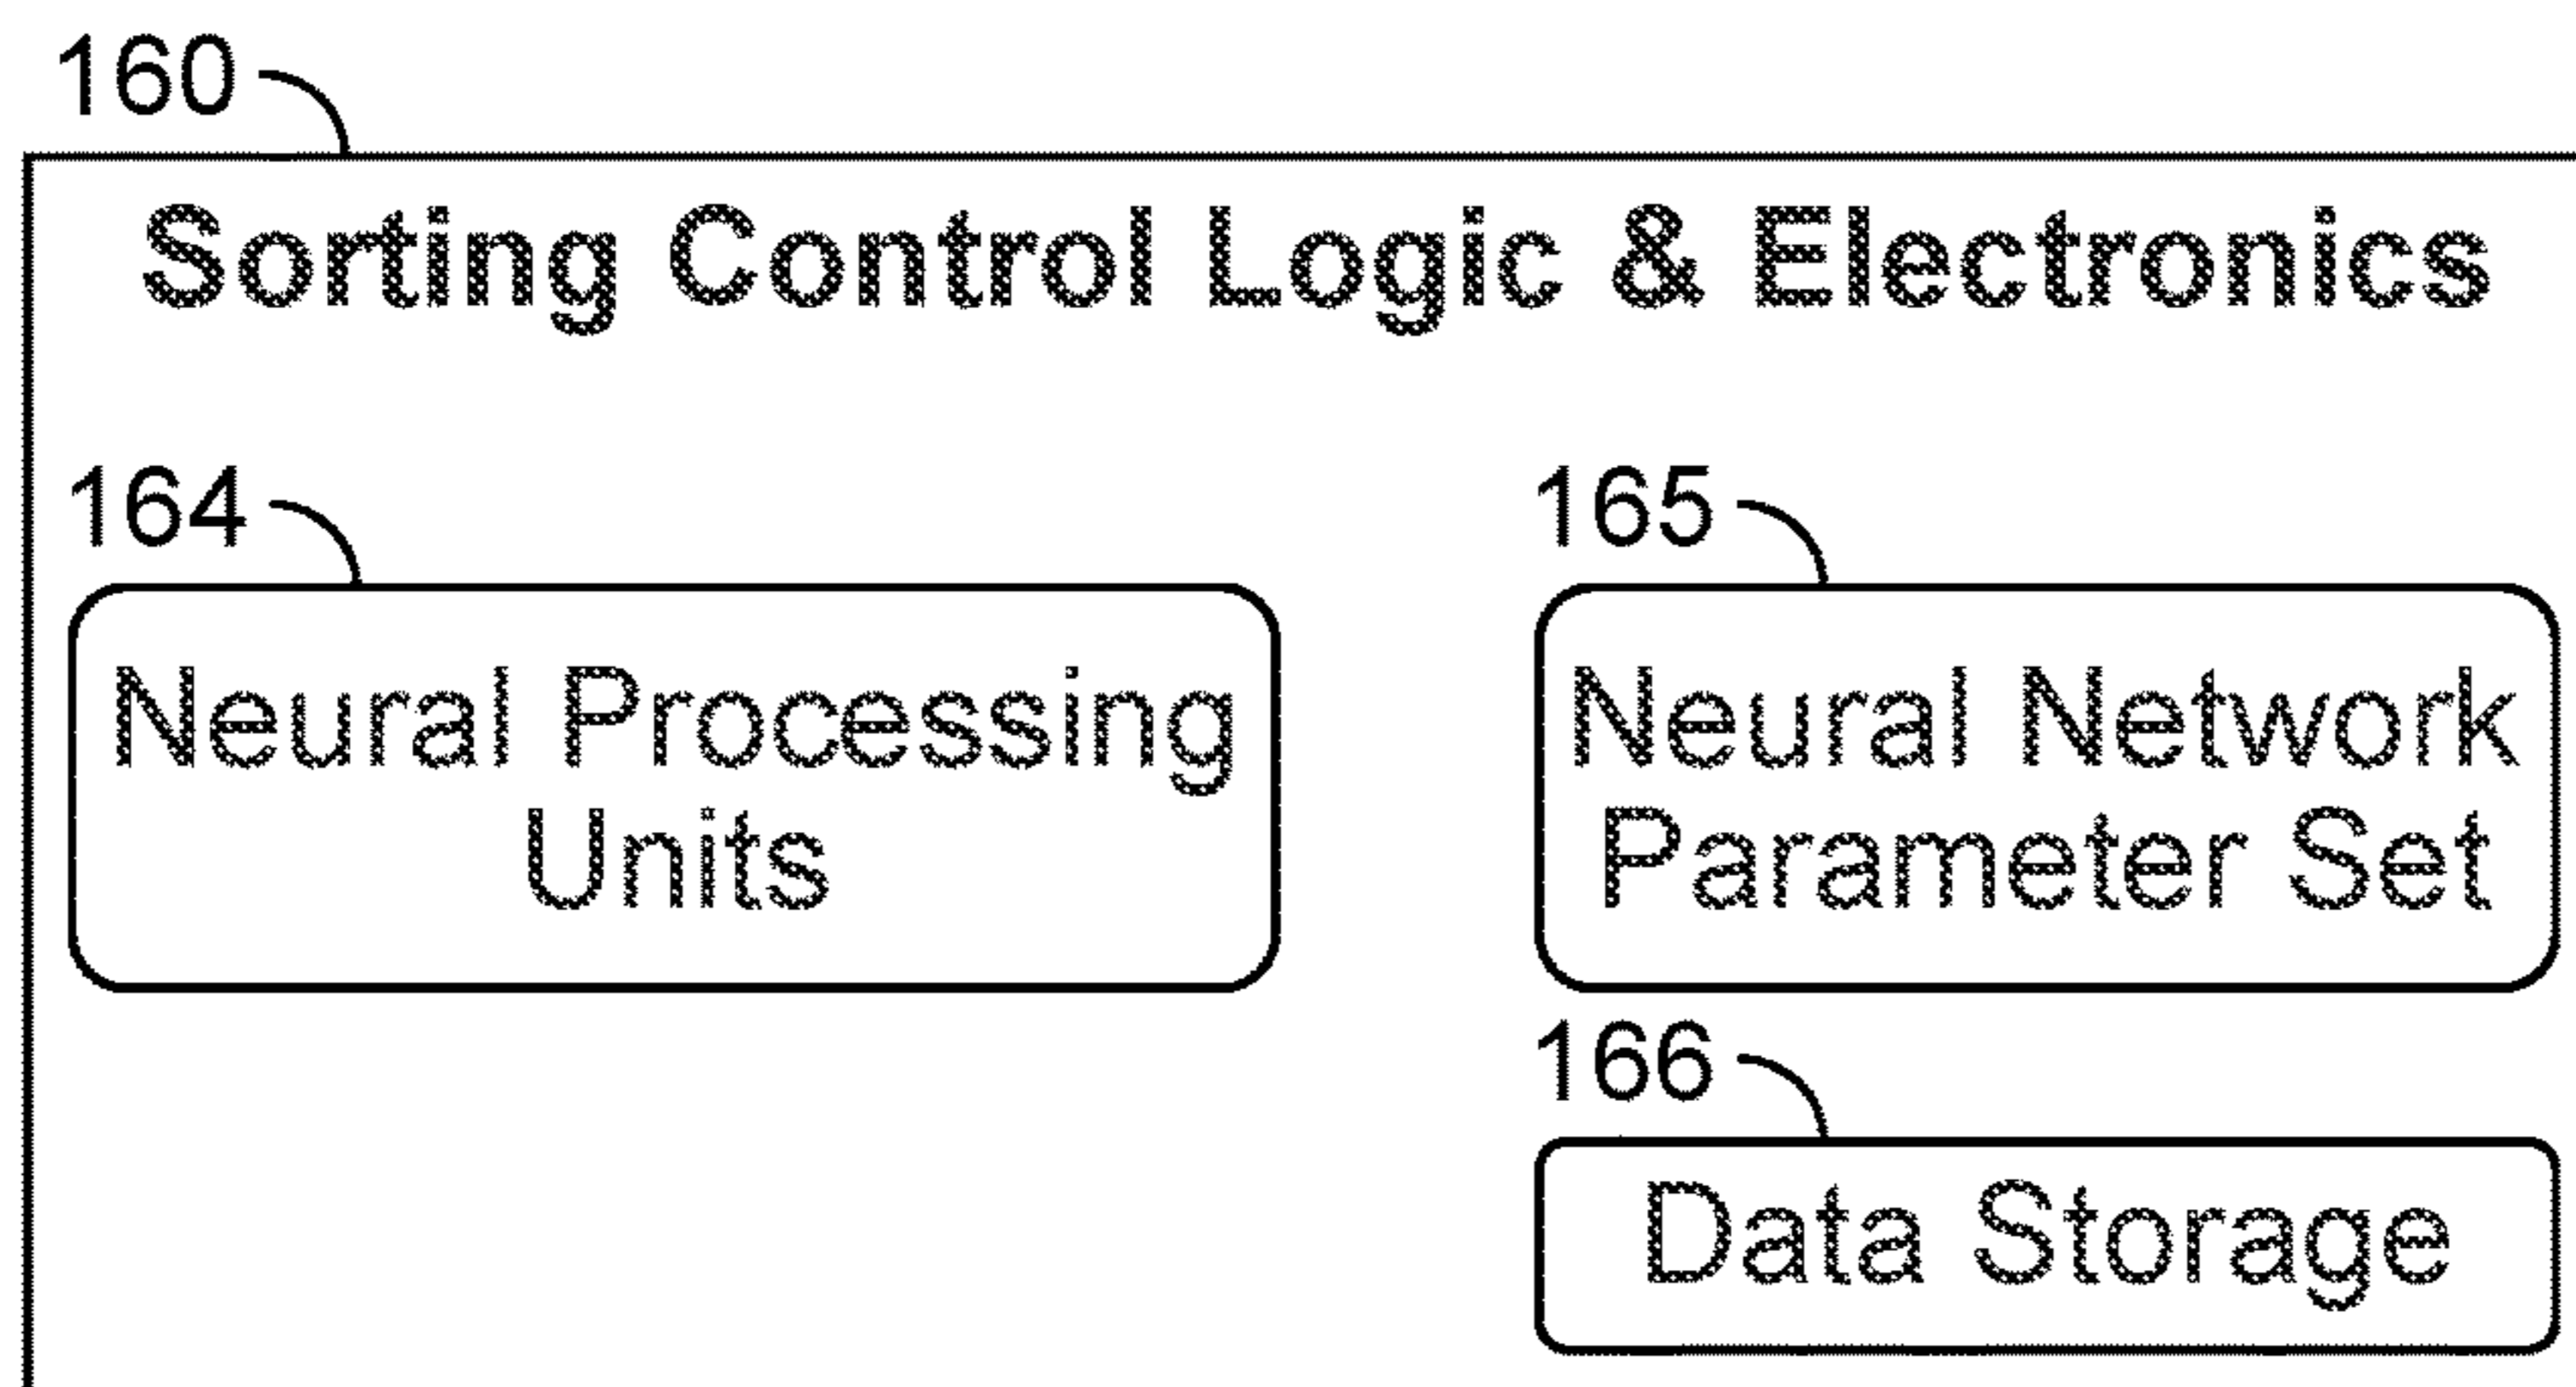 160
Sorting Control Logic & Electronics
164
Neural Processing
Units
165
Neural Network
Parameter Set
166
Data Storage